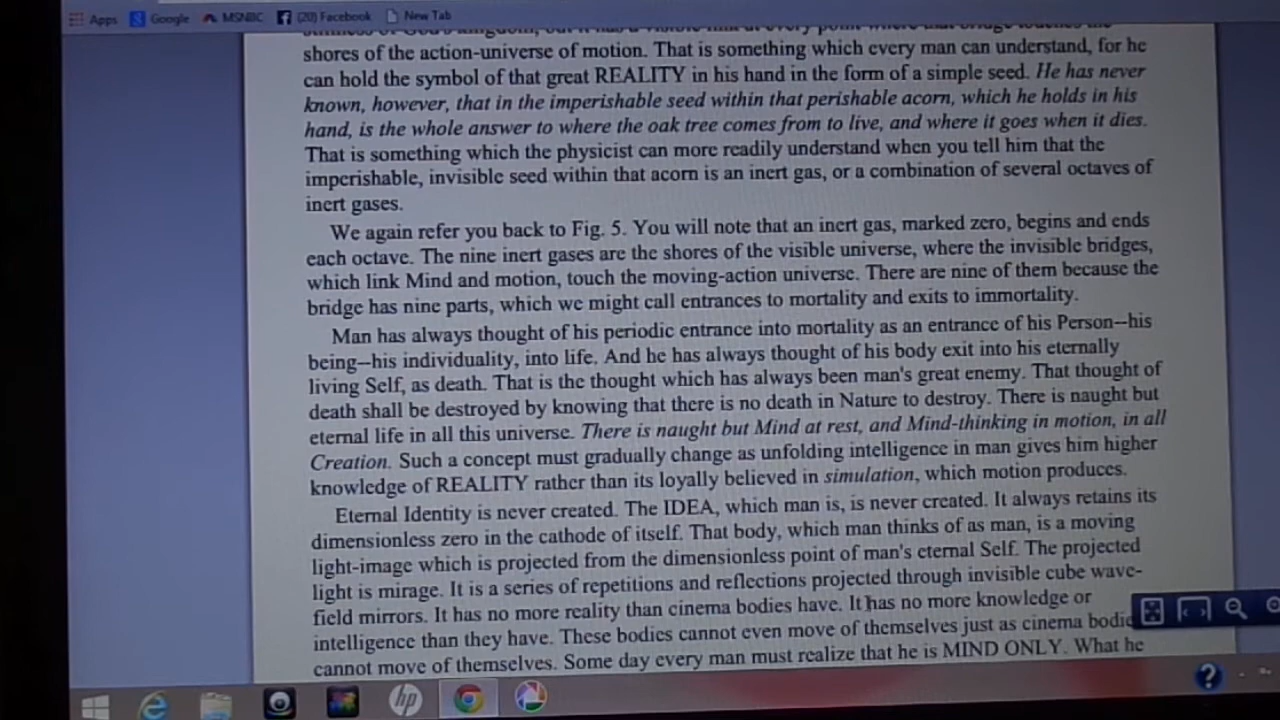 Apps Google MSNBC (20) Facebook New Tab
shores of the action-universe of motion. That is something which every man can understand, for he
can hold the symbol of that great REALITY in his hand in the form of a simple seed. He has never
known, however, that in the imperishable seed within that perishable acorn, which he holds in his
hand, is the whole answer to where the oak tree comes from to live, and where it goes when it dies.
That is something which the physicist can more readily understand when you tell him that the
imperishable, invisible seed within that acorn is an inert gas, or a combination of several octaves of
inert gases.
We again refer you back to Fig. 5. You will note that an inert gas, marked zero, begins and ends
each octave. The nine inert gases are the shores of the visible universe, where the invisible bridges,
which link Mind and motion, touch the moving-action universe. There are nine of them because the
bridge has nine parts, which we might call entrances to mortality and exits to immortality.
Man has always thought of his periodic entrance into mortality as an entrance of his Person—his
being—his individuality, into life. And he has always thought of his body exit into his eternally
living Self, as death. That is the thought which has always been man's great enemy. That thought of
death shall be destroyed by knowing that there is no death in Nature to destroy. There is naught but
eternal life in all this universe. There is naught but Mind at rest, and Mind-thinking in motion, in all
Creation. Such a concept must gradually change as unfolding intelligence in man gives him higher
knowledge of REALITY rather than its loyally believed in simulation, which motion produces.
Eternal Identity is never created. The IDEA, which man is, is never created. It always retains its
dimensionless zero in the cathode of itself. That body, which man thinks of as man, is a moving
light-image which is projected from the dimensionless point of man's eternal Self. The projected
light is mirage. It is a series of repetitions and reflections projected through invisible cube wave-
field mirrors. It has no more reality than cinema bodies have. It has no more knowledge or
intelligence than they have. These bodies cannot even move of themselves just as cinema
cannot move of themselves. Some day every man must realize that he is MIND ONLY. What he
hp
?